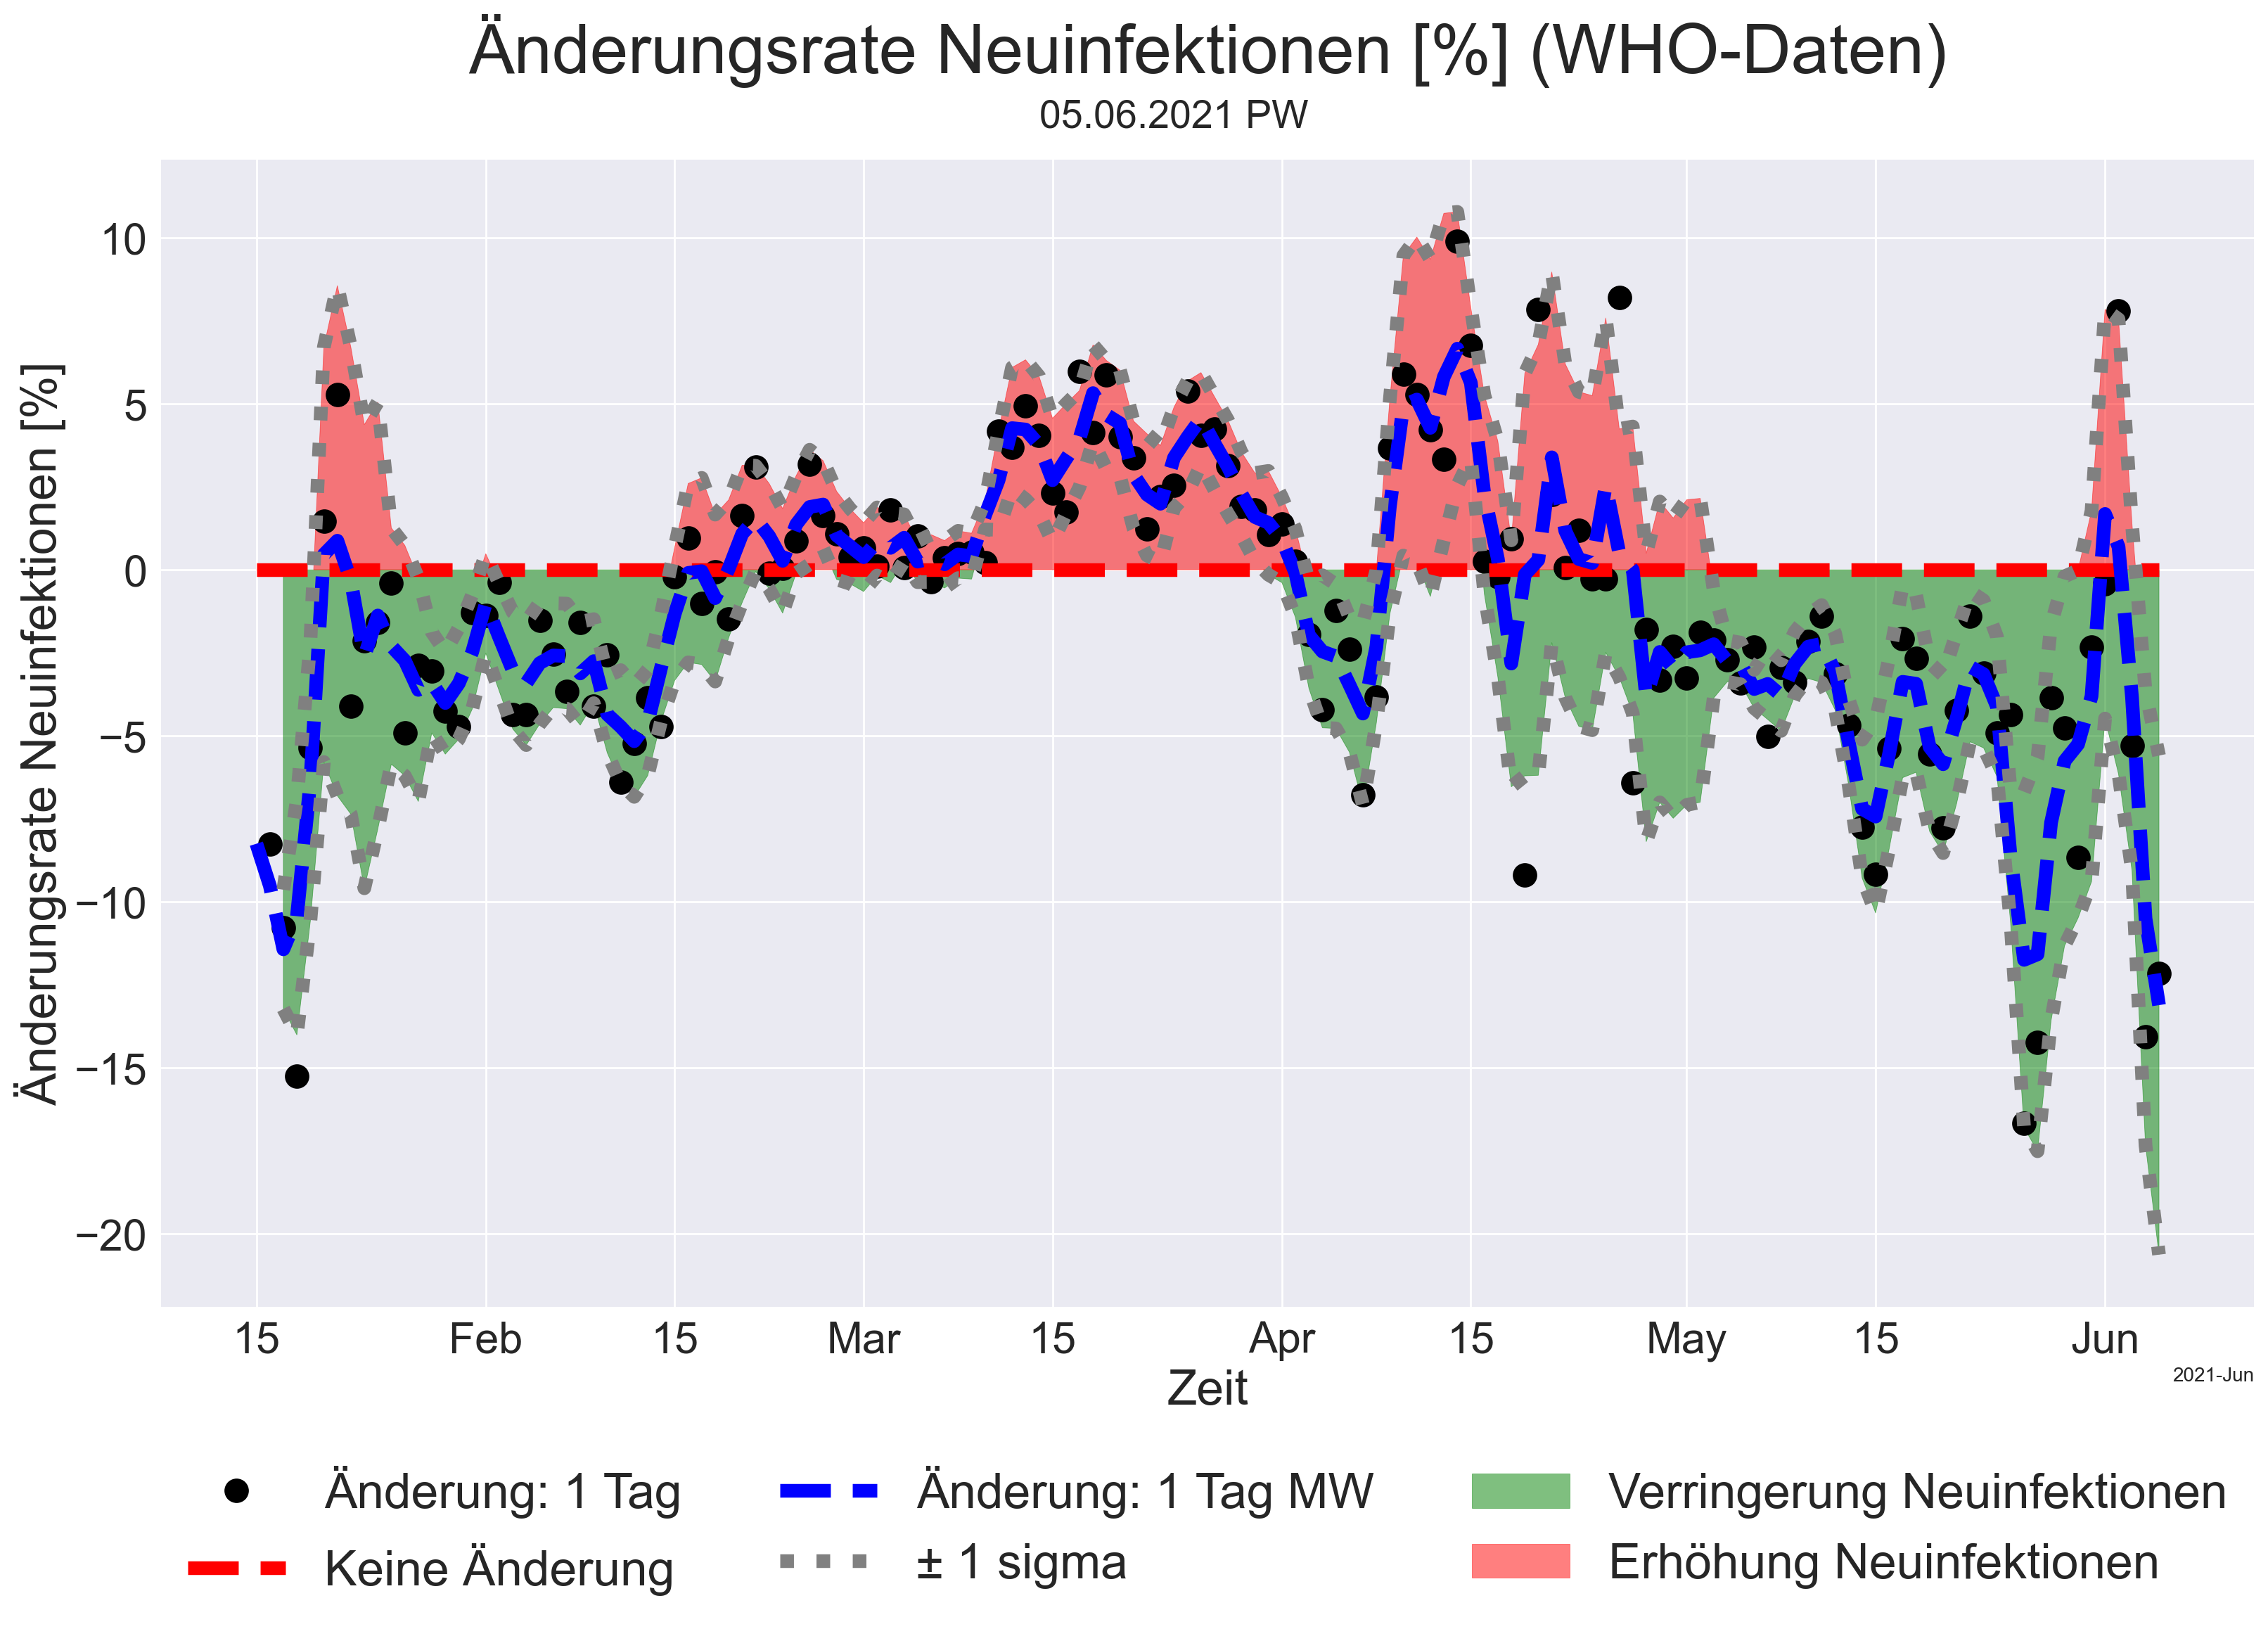 Änderungsrate Neuinfektionen [%] (WHO-Daten)
05.06.2021 PW
Änderungsrate Neuinfektionen [%]
10
5
0
−5
−10
−15
−20
15 Feb 15 Mar 15 Apr 15 May 15 Jun
2021-Jun
Zeit
Änderung: 1 Tag
Keine Änderung
Änderung: 1 Tag MW
± 1 sigma
Verringerung Neuinfektionen
Erhöhung Neuinfektionen